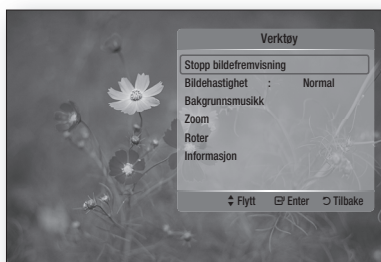 Verktøy
Stopp bildefremvisning
Bildehastighet : Normal
Bakgrunnsmusikk
Zoom
Roter
Informasjon
Flytt Enter Tilbake